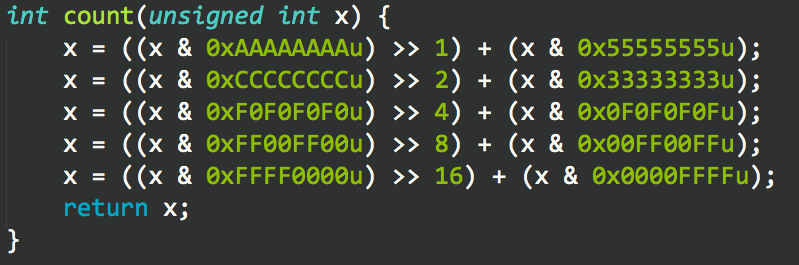 int count(unsigned int x) {
    x = ((x & 0xAAAAAAAAu) >> 1) + (x & 0x55555555u);
    x = ((x & 0xCCCCCCCCu) >> 2) + (x & 0x33333333u);
    x = ((x & 0xF0F0F0F0u) >> 4) + (x & 0x0F0F0F0Fu);
    x = ((x & 0xFF00FF00u) >> 8) + (x & 0x00FF00FFu);
    x = ((x & 0xFFFF0000u) >> 16) + (x & 0x0000FFFFu);
    return x;
}